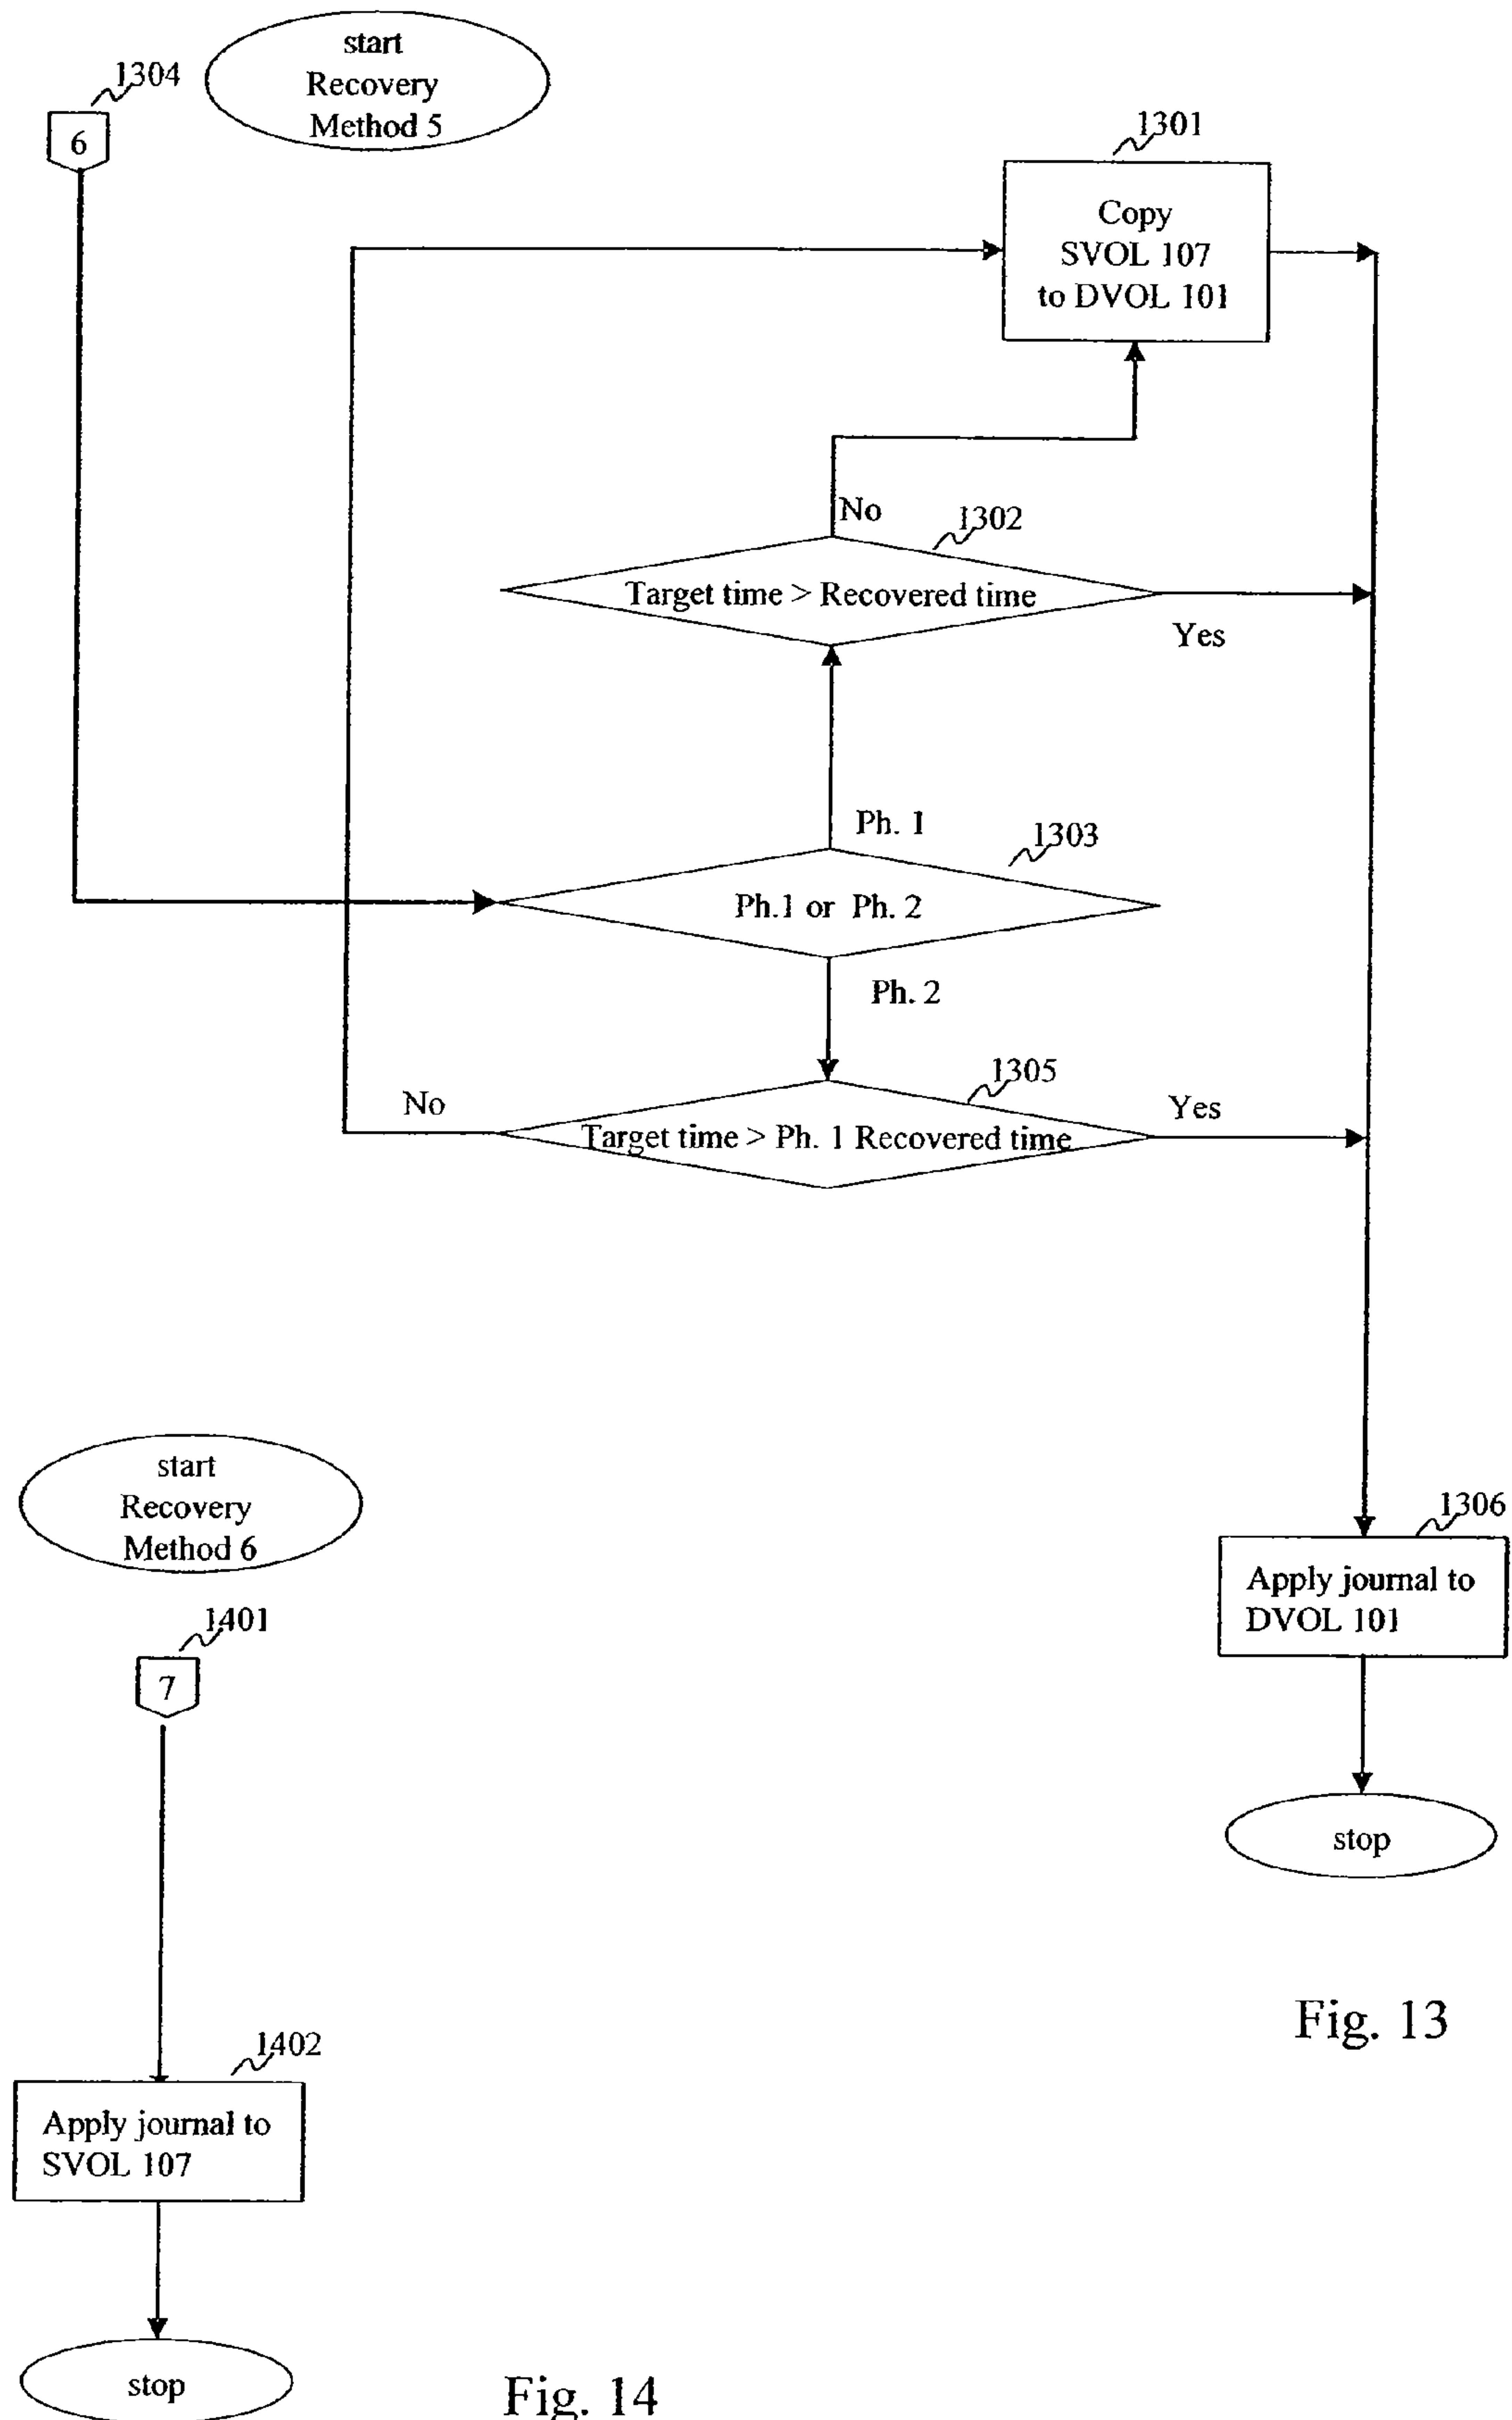 start
Recovery
Method 5
1304
6
1301
Copy
SVOL 107
to DVOL 101
No
1302
Target time > Recovered time
Yes
Ph. 1
1303
Ph.1 or Ph. 2
Ph. 2
1305
No
Yes
Target time > Ph. 1 Recovered time
start
Recovery
Method 6
1306
Apply journal to
DVOL 101
1401
7
stop
Fig. 13
1402
Apply journal to
SVOL 107
stop
Fig. 14